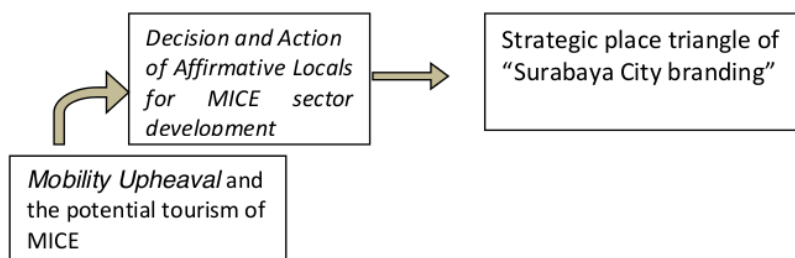 Decision and Action
of Affirmative Locals
for MICE sector
development
Strategic place triangle of
“Surabaya City branding”
Mobility Upheaval and
the potential tourism of
MICE